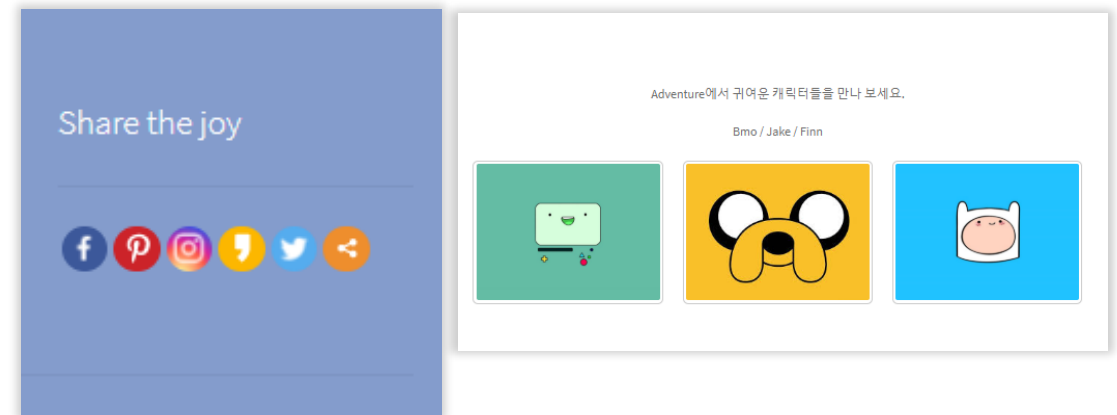 Share the joy
Adventure에서 귀여운 캐릭터들을 만나 보세요.
Bmo / Jake / Finn